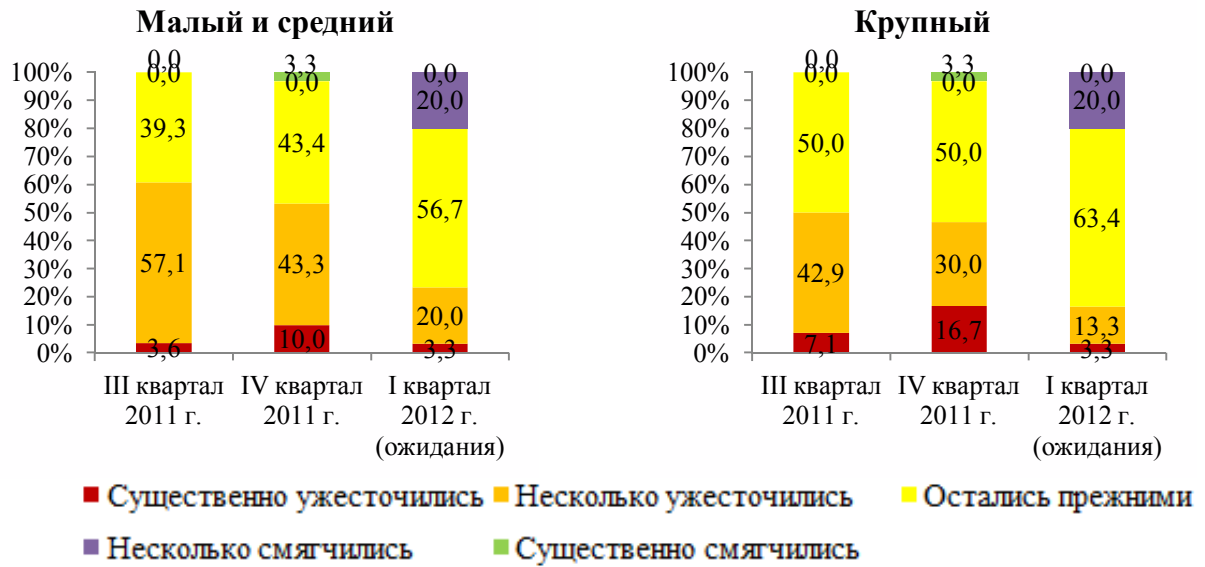 Малый и средний
0,0 3,3
100% 0,0 0,0 0,0
90% 20,0
80% 39,3
70% 43,4
60%
50% 56,7
40%
30% 57,1 43,3
20%
10% 20,0
0% 3,6 10,0 3,3
III квартал IV квартал I квартал
2011 г. 2011 г. 2012 г.
(ожидания)
Крупный
0,0 3,3
100% 0,0 0,0 0,0
90% 20,0
80%
70% 50,0 50,0
60%
50% 63,4
40%
30% 42,9 30,0
20%
10% 16,7 13,3
0% 7,1 3,3
III квартал IV квартал I квартал
2011 г. 2011 г. 2012 г.
(ожидания)
Существенно ужесточились Несколько ужесточились Остались прежними
Несколько смягчились Существенно смягчились